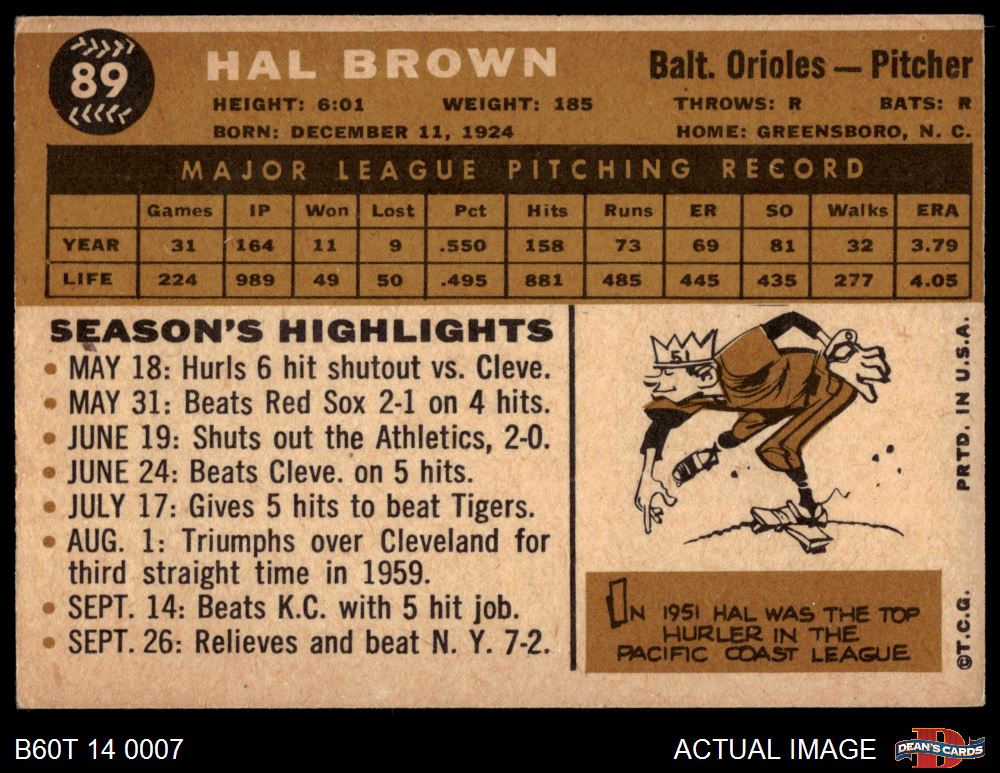 89
HAL BROWN
Balt. Orioles — Pitcher
HEIGHT: 6:01 WEIGHT: 185 THROWS: R BATS: R
BORN: DECEMBER 11, 1924 HOME: GREENSBORO, N. C.
MAJOR LEAGUE PITCHING RECORD
Games IP Won Lost Pct Hits Runs ER SO Walks ERA
YEAR 31 164 11 9 .550 158 73 69 81 32 3.79
LIFE 224 989 49 50 .495 881 485 445 435 277 4.05
SEASON'S HIGHLIGHTS
• MAY 18: Hurls 6 hit shutout vs. Cleve.
• MAY 31: Beats Red Sox 2-1 on 4 hits.
• JUNE 19: Shuts out the Athletics, 2-0.
• JUNE 24: Beats Cleve. on 5 hits.
• JULY 17: Gives 5 hits to beat Tigers.
• AUG. 1: Triumphs over Cleveland for
third straight time in 1959.
• SEPT. 14: Beats K.C. with 5 hit job.
• SEPT. 26: Relieves and beat N. Y. 7-2.
51
IN 1951 HAL WAS THE TOP
HURLER IN THE
PACIFIC COAST LEAGUE
PRTD. IN U.S.A.
©T.C.G.
B60T 14 0007
ACTUAL IMAGE
D
DEAN'S CARDS